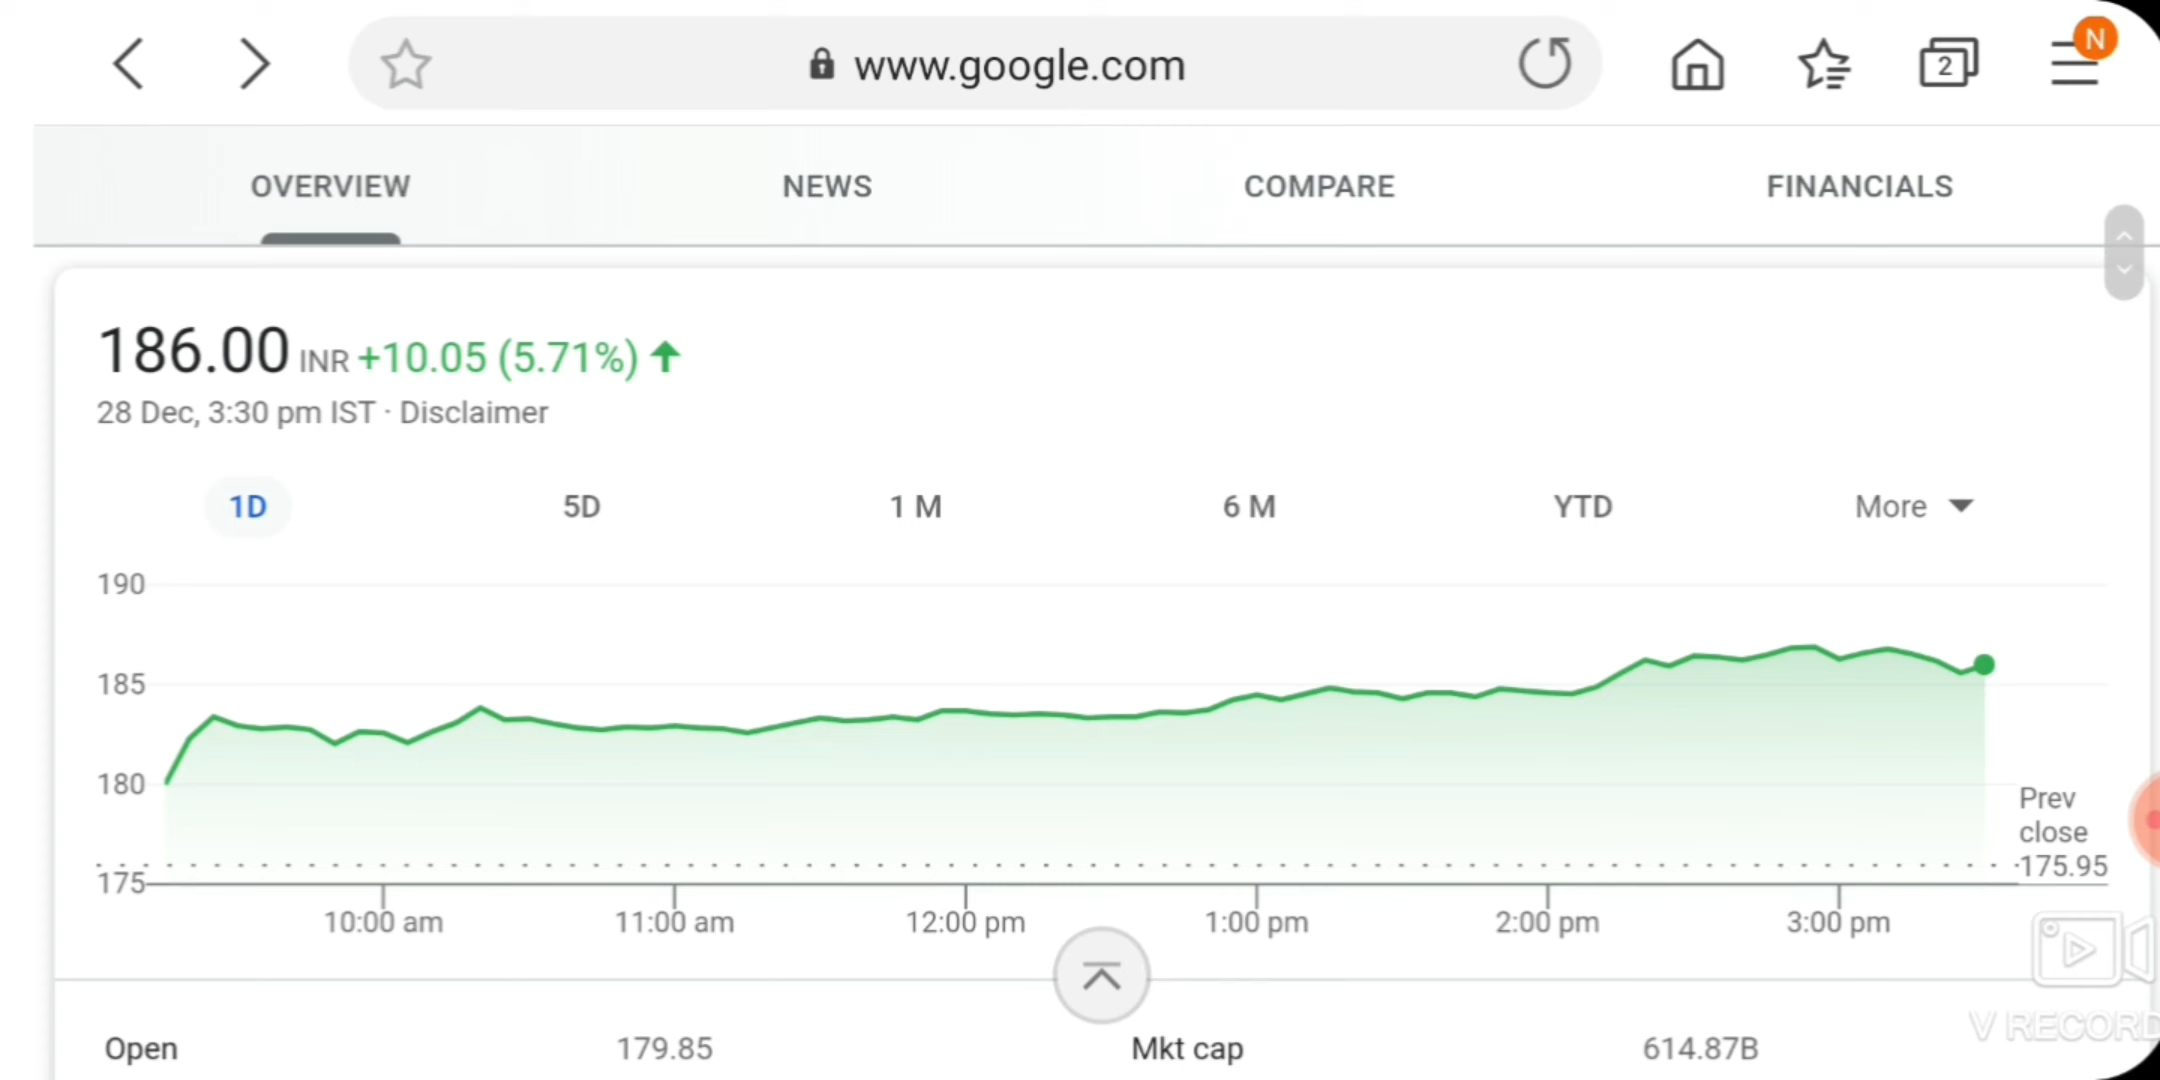 www.google.com
2
N
OVERVIEW NEWS COMPARE FINANCIALS
186.00 INR +10.05 (5.71%)
28 Dec, 3:30 pm IST · Disclaimer
1D 5D 1 M 6 M YTD More
190
185
180
175
Prev
close
175.95
10:00 am 11:00 am 12:00 pm 1:00 pm 2:00 pm 3:00 pm
V RECORD
Open 179.85 Mkt cap 614.87B